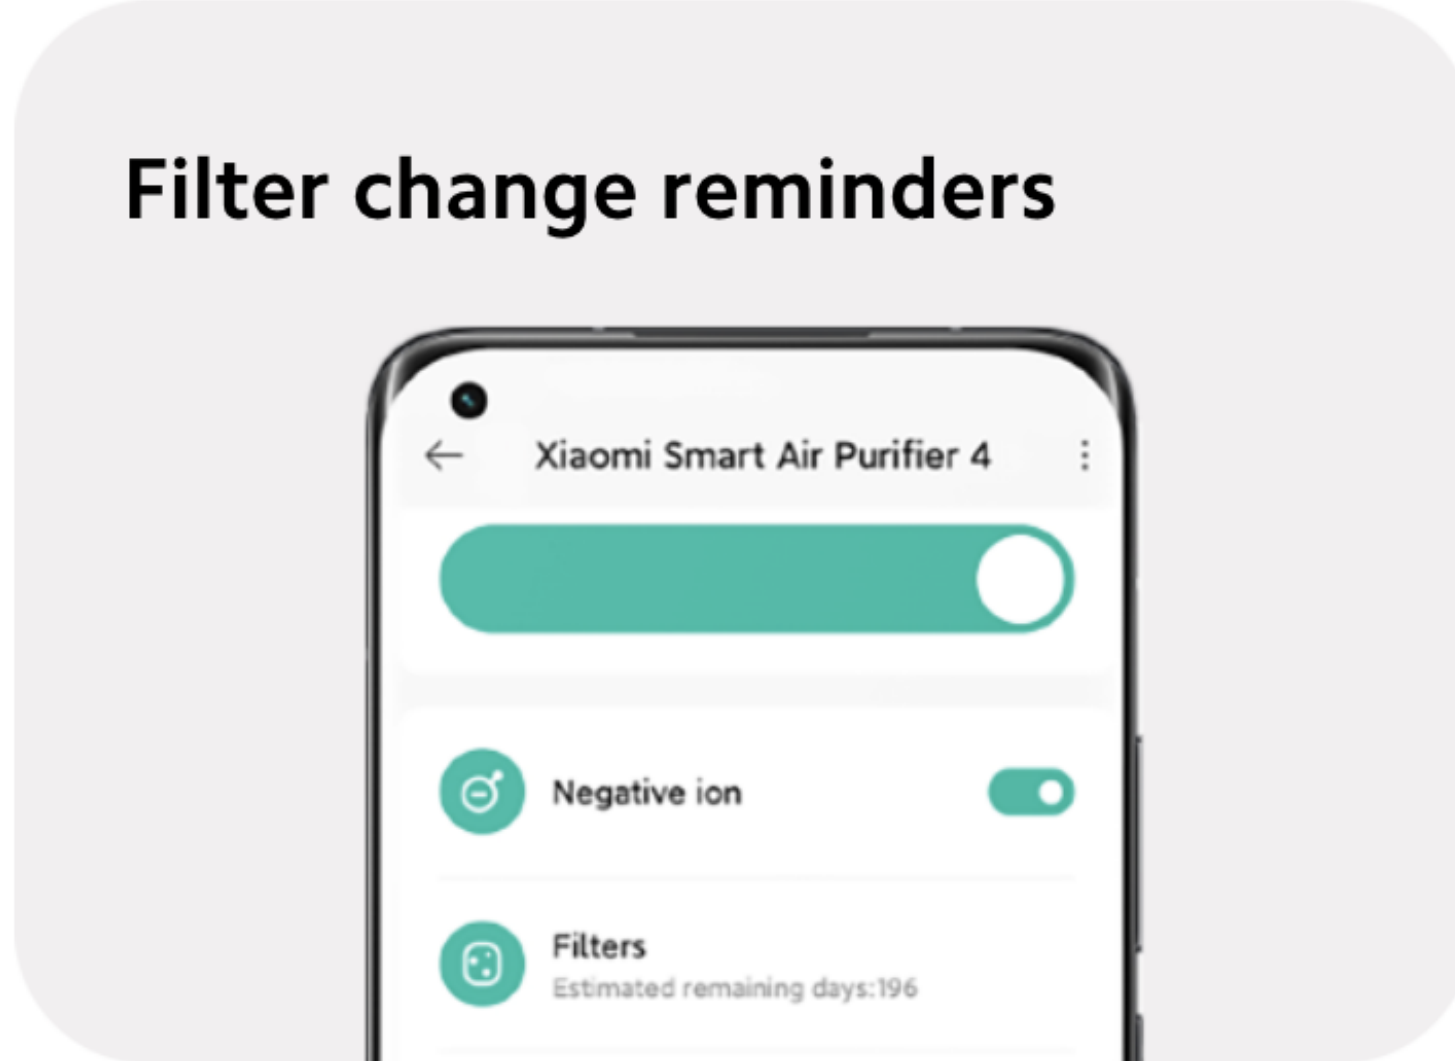 Filter change reminders
Xiaomi Smart Air Purifier 4
Negative ion
Filters
Estimated remaining days:196